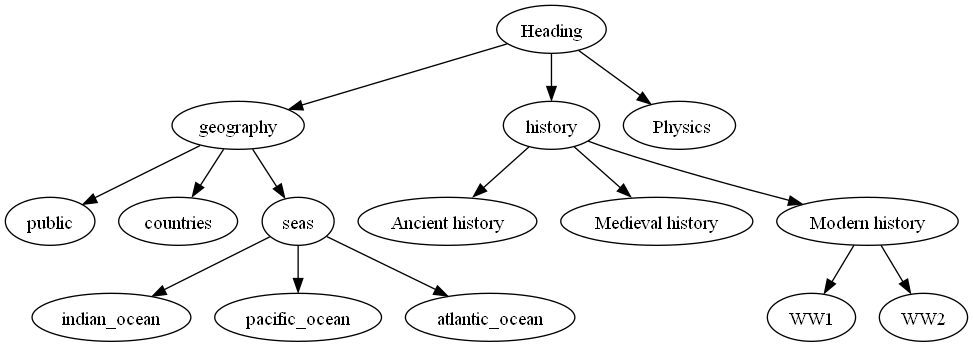 Heading
geography
history
Physics
public
countries
seas
Ancient history
Medieval history
Modern history
indian_ocean
pacific_ocean
atlantic_ocean
WW1
WW2